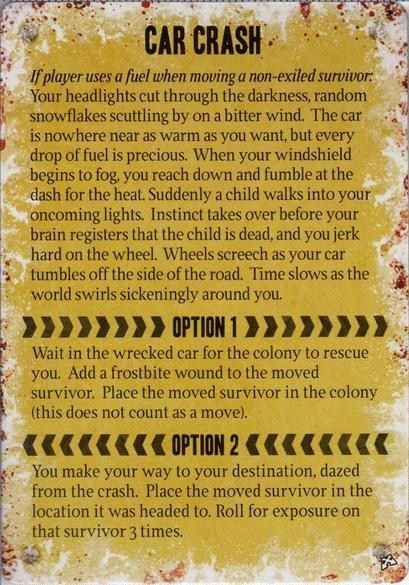 CAR CRASH
If player uses a fuel when moving a non-exiled survivor:
Your headlights cut through the darkness, random
snowflakes scuttling by on a bitter wind. The car
is nowhere near as warm as you want, but every
drop of fuel is precious. When your windshield
begins to fog, you reach down and fumble at the
dash for the heat. Suddenly a child walks into your
oncoming lights. Instinct takes over before your
brain registers that the child is dead, and you jerk
hard on the wheel. Wheels screech as your car
tumbles off the side of the road. Time slows as the
world swirls sickeningly around you.
OPTION 1
Wait in the wrecked car for the colony to rescue
you. Add a frostbite wound to the moved
survivor. Place the moved survivor in the colony
(this does not count as a move).
OPTION 2
You make your way to your destination, dazed
from the crash. Place the moved survivor in the
location it was headed to. Roll for exposure on
that survivor 3 times.